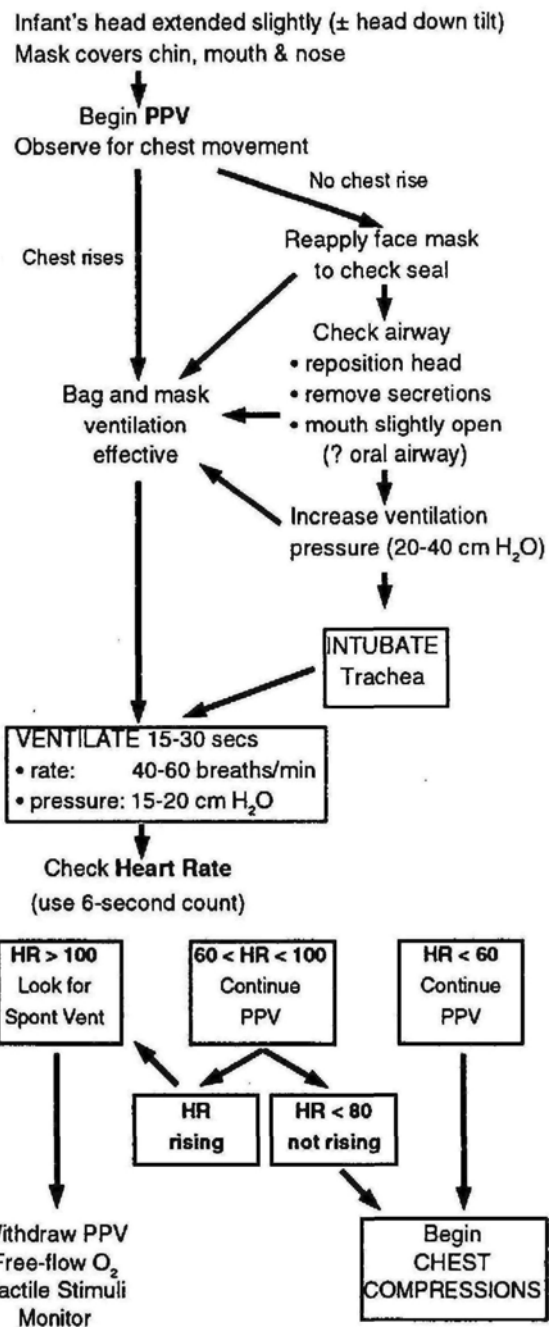 Infant's head extended slightly (± head down tilt)
Mask covers chin, mouth & nose
Begin PPV
Observe for chest movement
No chest rise
Chest rises
Reapply face mask
to check seal
Check airway
• reposition head
• remove secretions
• mouth slightly open
(? oral airway)
Bag and mask
ventilation
effective
Increase ventilation
pressure (20-40 cm H₂O)
INTUBATE
Trachea
VENTILATE 15-30 secs
• rate: 40-60 breaths/min
• pressure: 15-20 cm H₂O
Check Heart Rate
(use 6-second count)
HR > 100
Look for
Spont Vent
60 < HR < 100
Continue
PPV
HR < 60
Continue
PPV
HR
rising
HR < 80
not rising
Withdraw PPV
Free-flow O₂
Tactile Stimuli
Monitor
Begin
CHEST
COMPRESSIONS